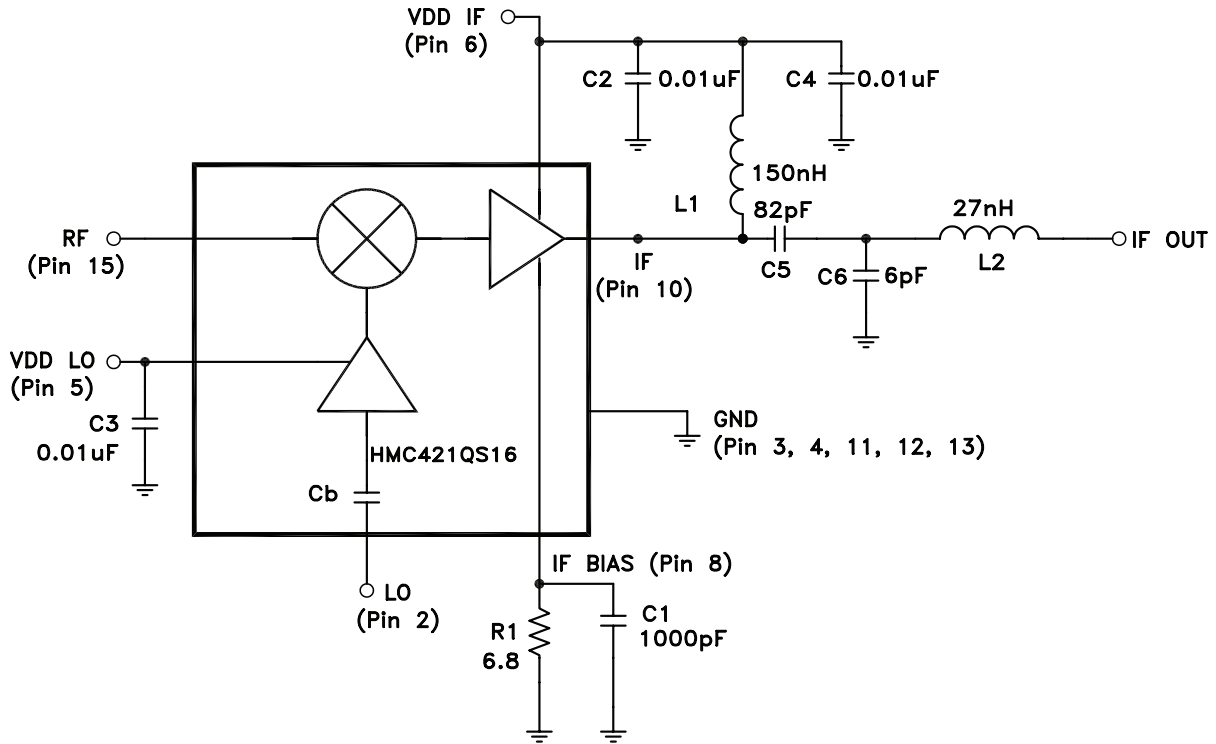 VDD IF
(Pin 6)
C2
0.01uF
C4
0.01uF
150nH
L1
82pF
27nH
RF
(Pin 15)
IF
(Pin 10)
C5
C6
6pF
L2
IF OUT
VDD LO
(Pin 5)
C3
0.01uF
GND
(Pin 3, 4, 11, 12, 13)
HMC421QS16
Cb
IF BIAS (Pin 8)
LO
(Pin 2)
R1
6.8
C1
1000pF